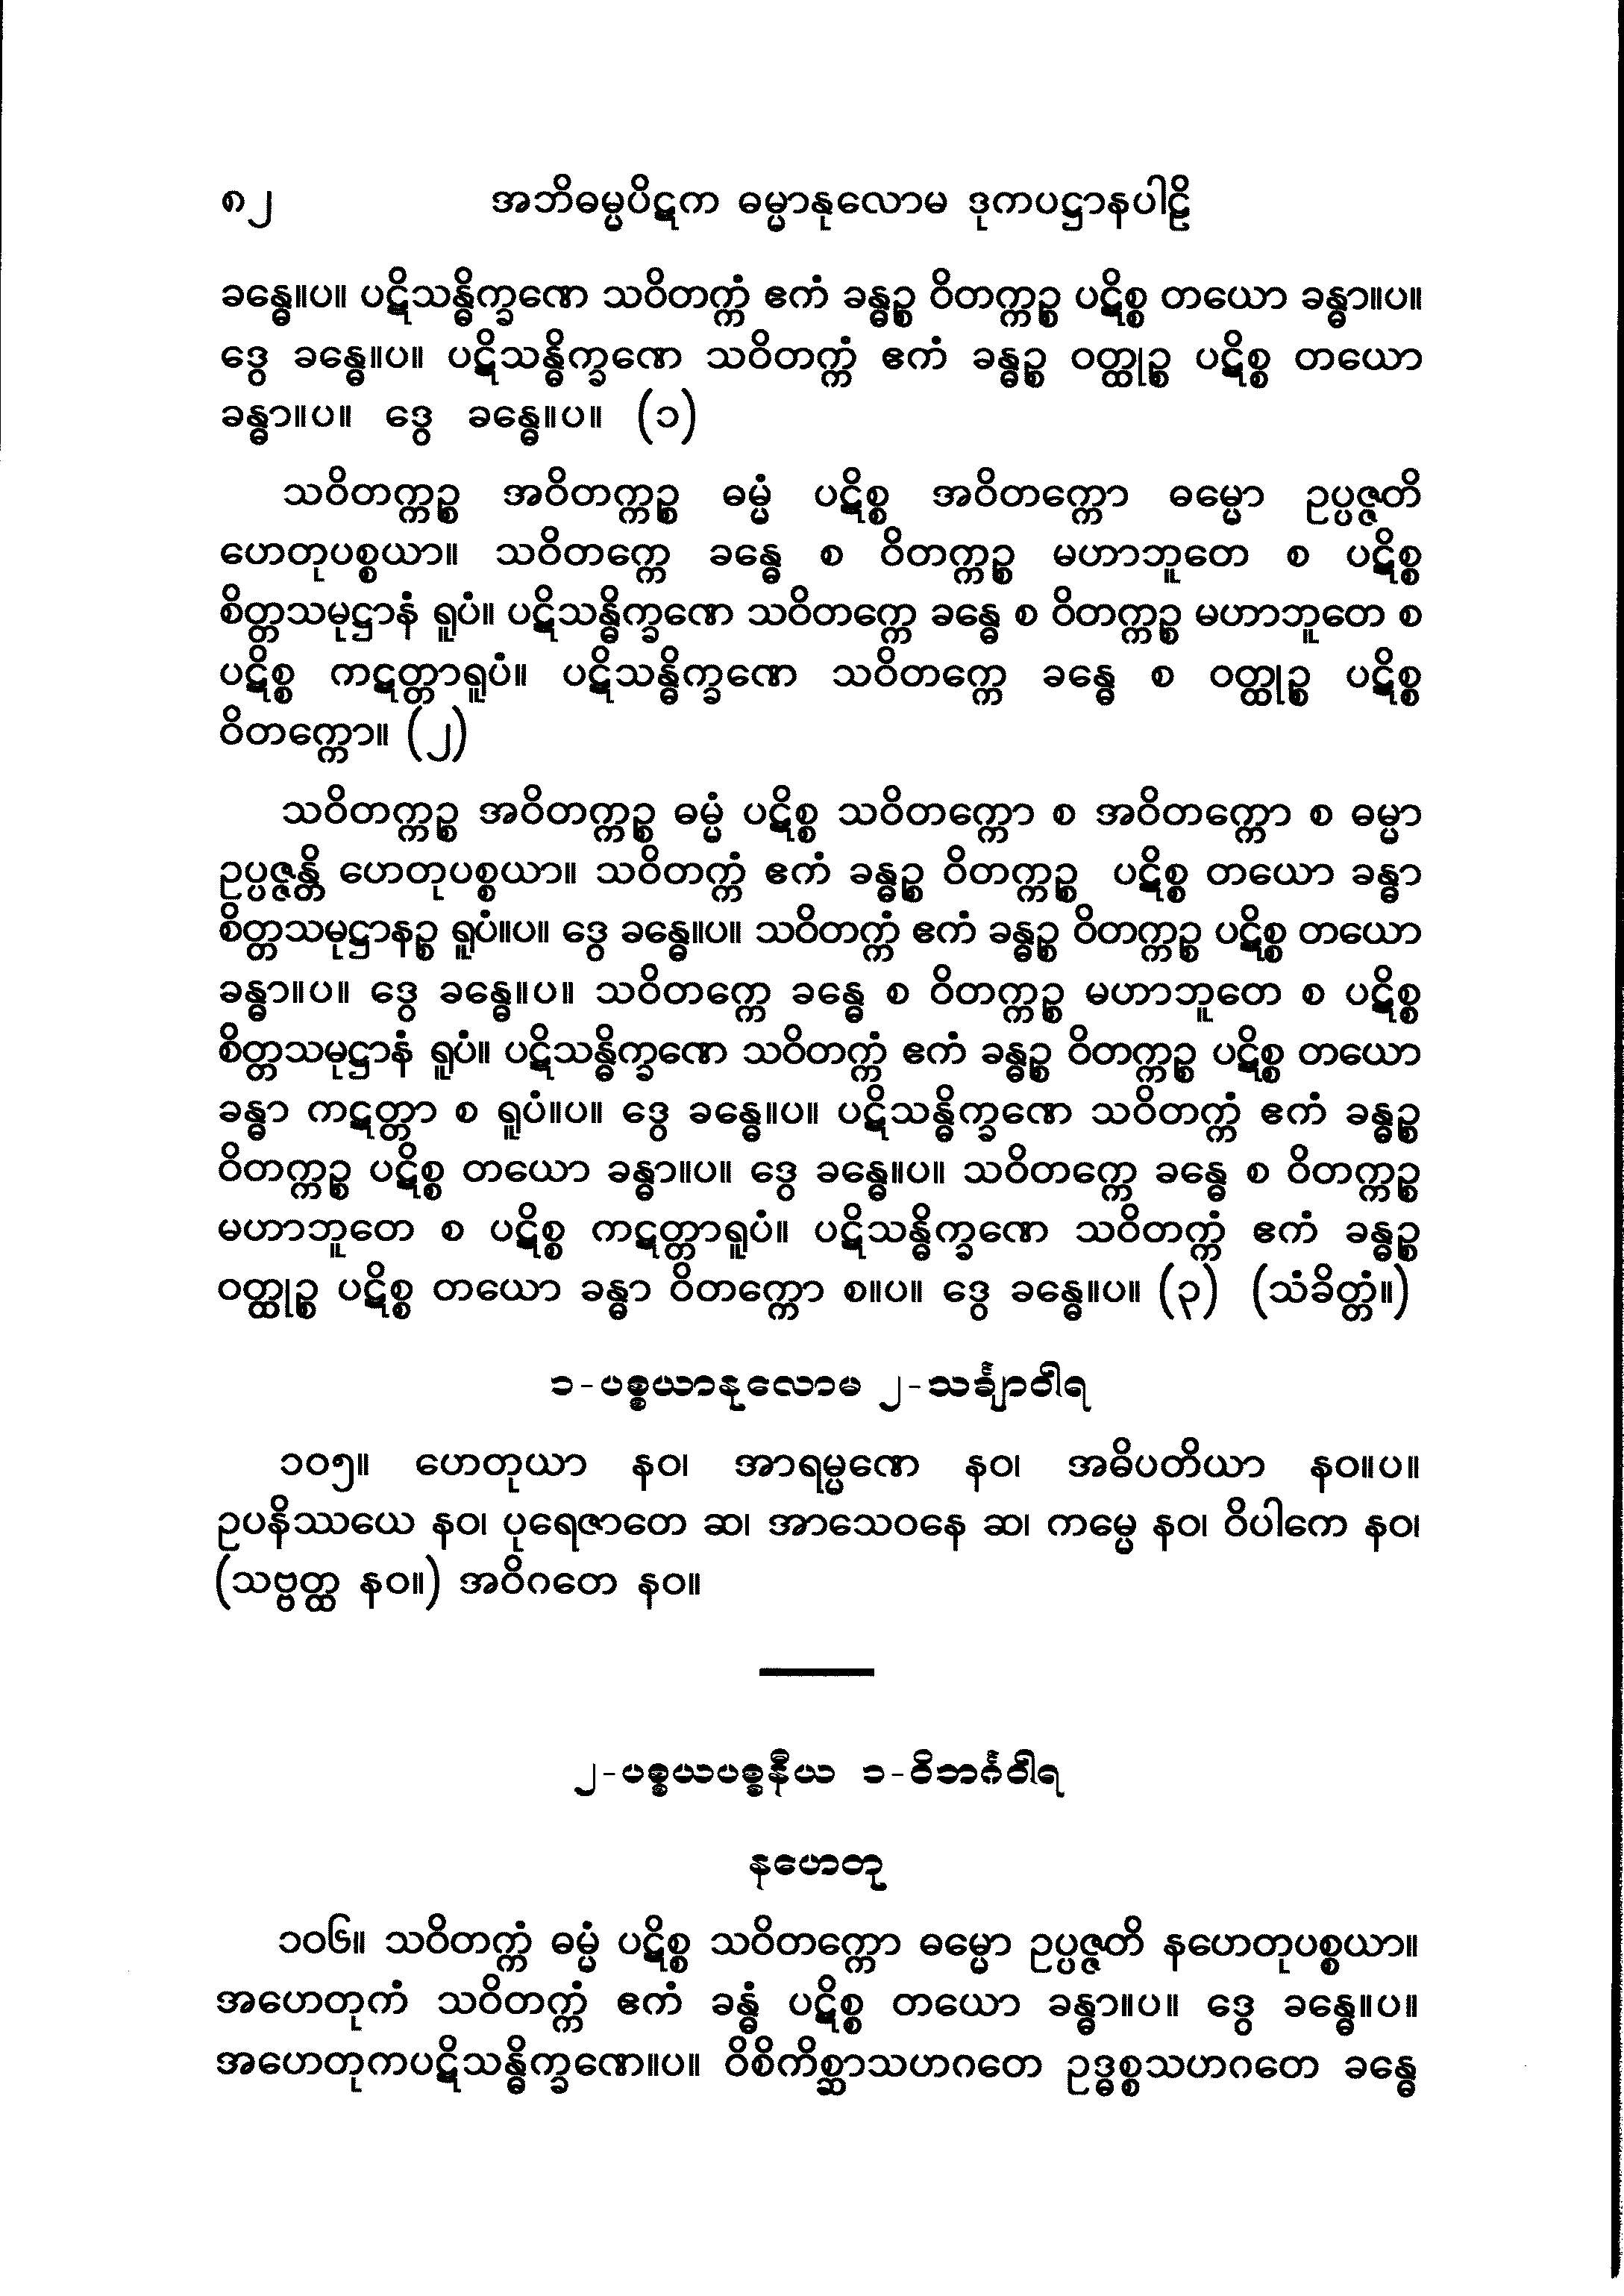 ၈၂ အဘိဓမ္မပိဋက ဓမ္မာနုလောမ ဒုကပဋ္ဌာနပါဠိ
ခန္ဓေ။ပ။ ပဋိသန္ဓိက္ခဏေ သဝိတက္ကံ ဧကံ ခန္ဓဉ္စ ဝိတက္ကဉ္စ ပဋိစ္စ တယော ခန္ဓာ။ပ။
ဒွေ ခန္ဓေ။ပ။ ပဋိသန္ဓိက္ခဏေ သဝိတက္ကံ ဧကံ ခန္ဓဉ္စ ဝတ္ထုဉ္စ ပဋိစ္စ တယော
ခန္ဓာ။ပ။ ဒွေ ခန္ဓေ။ပ။ (၁)
သဝိတက္ကဉ္စ အဝိတက္ကဉ္စ ဓမ္မံ ပဋိစ္စ အဝိတက္ကော ဓမ္မော ဥပ္ပဇ္ဇတိ
ဟေတုပစ္စယာ။ သဝိတက္ကေ ခန္ဓေ စ ဝိတက္ကဉ္စ မဟာဘူတေ စ ပဋိစ္စ
စိတ္တသမုဋ္ဌာနံ ရူပံ။ ပဋိသန္ဓိက္ခဏေ သဝိတက္ကေ ခန္ဓေ စ ဝိတက္ကဉ္စ မဟာဘူတေ စ
ပဋိစ္စ ကဋတ္တာရူပံ။ ပဋိသန္ဓိက္ခဏေ သဝိတက္ကေ ခန္ဓေ စ ဝတ္ထုဉ္စ ပဋိစ္စ
ဝိတက္ကော။ (၂)
သဝိတက္ကဉ္စ အဝိတက္ကဉ္စ ဓမ္မံ ပဋိစ္စ သဝိတက္ကော စ အဝိတက္ကော စ ဓမ္မာ
ဥပ္ပဇ္ဇန္တိ ဟေတုပစ္စယာ။ သဝိတက္ကံ ဧကံ ခန္ဓဉ္စ ဝိတက္ကဉ္စ ပဋိစ္စ တယော ခန္ဓာ
စိတ္တသမုဋ္ဌာနဉ္စ ရူပံ။ပ။ ဒွေ ခန္ဓေ။ပ။ သဝိတက္ကံ ဧကံ ခန္ဓဉ္စ ဝိတက္ကဉ္စ ပဋိစ္စ တယော
ခန္ဓာ။ပ။ ဒွေ ခန္ဓေ။ပ။ သဝိတက္ကေ ခန္ဓေ စ ဝိတက္ကဉ္စ မဟာဘူတေ စ ပဋိစ္စ
စိတ္တသမုဋ္ဌာနံ ရူပံ။ ပဋိသန္ဓိက္ခဏေ သဝိတက္ကံ ဧကံ ခန္ဓဉ္စ ဝိတက္ကဉ္စ ပဋိစ္စ တယော
ခန္ဓာ ကဋတ္တာ စ ရူပံ။ပ။ ဒွေ ခန္ဓေ။ပ။ ပဋိသန္ဓိက္ခဏေ သဝိတက္ကံ ဧကံ ခန္ဓဉ္စ
ဝိတက္ကဉ္စ ပဋိစ္စ တယော ခန္ဓာ။ပ။ ဒွေ ခန္ဓေ။ပ။ သဝိတက္ကေ ခန္ဓေ စ ဝိတက္ကဉ္စ
မဟာဘူတေ စ ပဋိစ္စ ကဋတ္တာရူပံ။ ပဋိသန္ဓိက္ခဏေ သဝိတက္ကံ ဧကံ ခန္ဓဉ္စ
ဝတ္ထုဉ္စ ပဋိစ္စ တယော ခန္ဓာ ဝိတက္ကော စ။ပ။ ဒွေ ခန္ဓေ။ပ။ (၃) (သံခိတ္တံ။)
၁-ပစ္စယာနုလောမ ၂-သင်္ချာဝါရ
၁၀၅။ ဟေတုယာ နဝ၊ အာရမ္မဏေ နဝ၊ အဓိပတိယာ နဝ။ပ။
ဥပနိဿယေ နဝ၊ ပုရေဇာတေ ဆ၊ အာသေဝနေ ဆ၊ ကမ္မေ နဝ၊ ဝိပါကေ နဝ၊
(သဗ္ဗတ္ထ နဝ။) အဝိဂတေ နဝ။
၂-ပစ္စယပစ္စနီယ ၁-ဝိဘင်္ဂဝါရ
နဟေတု
၁၀၆။ သဝိတက္ကံ ဓမ္မံ ပဋိစ္စ သဝိတက္ကော ဓမ္မော ဥပ္ပဇ္ဇတိ နဟေတုပစ္စယာ။
အဟေတုကံ သဝိတက္ကံ ဧကံ ခန္ဓံ ပဋိစ္စ တယော ခန္ဓာ။ပ။ ဒွေ ခန္ဓေ။ပ။
အဟေတုကပဋိသန္ဓိက္ခဏေ။ပ။ ဝိစိကိစ္ဆာသဟဂတေ ဥဒ္ဓစ္စသဟဂတေ ခန္ဓေ